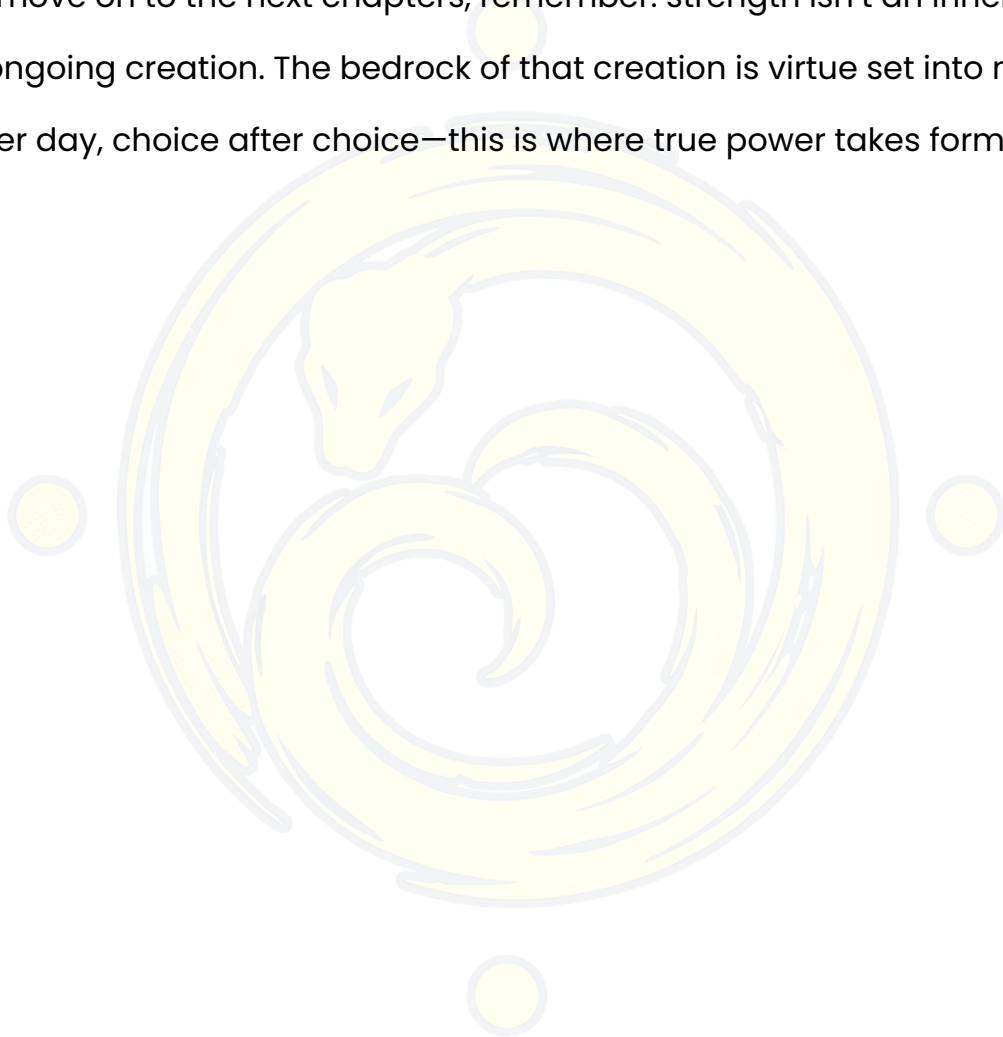 move on to the next chapters, remember: strength isn't an inher
ongoing creation. The bedrock of that creation is virtue set into
er day, choice after choice—this is where true power takes form